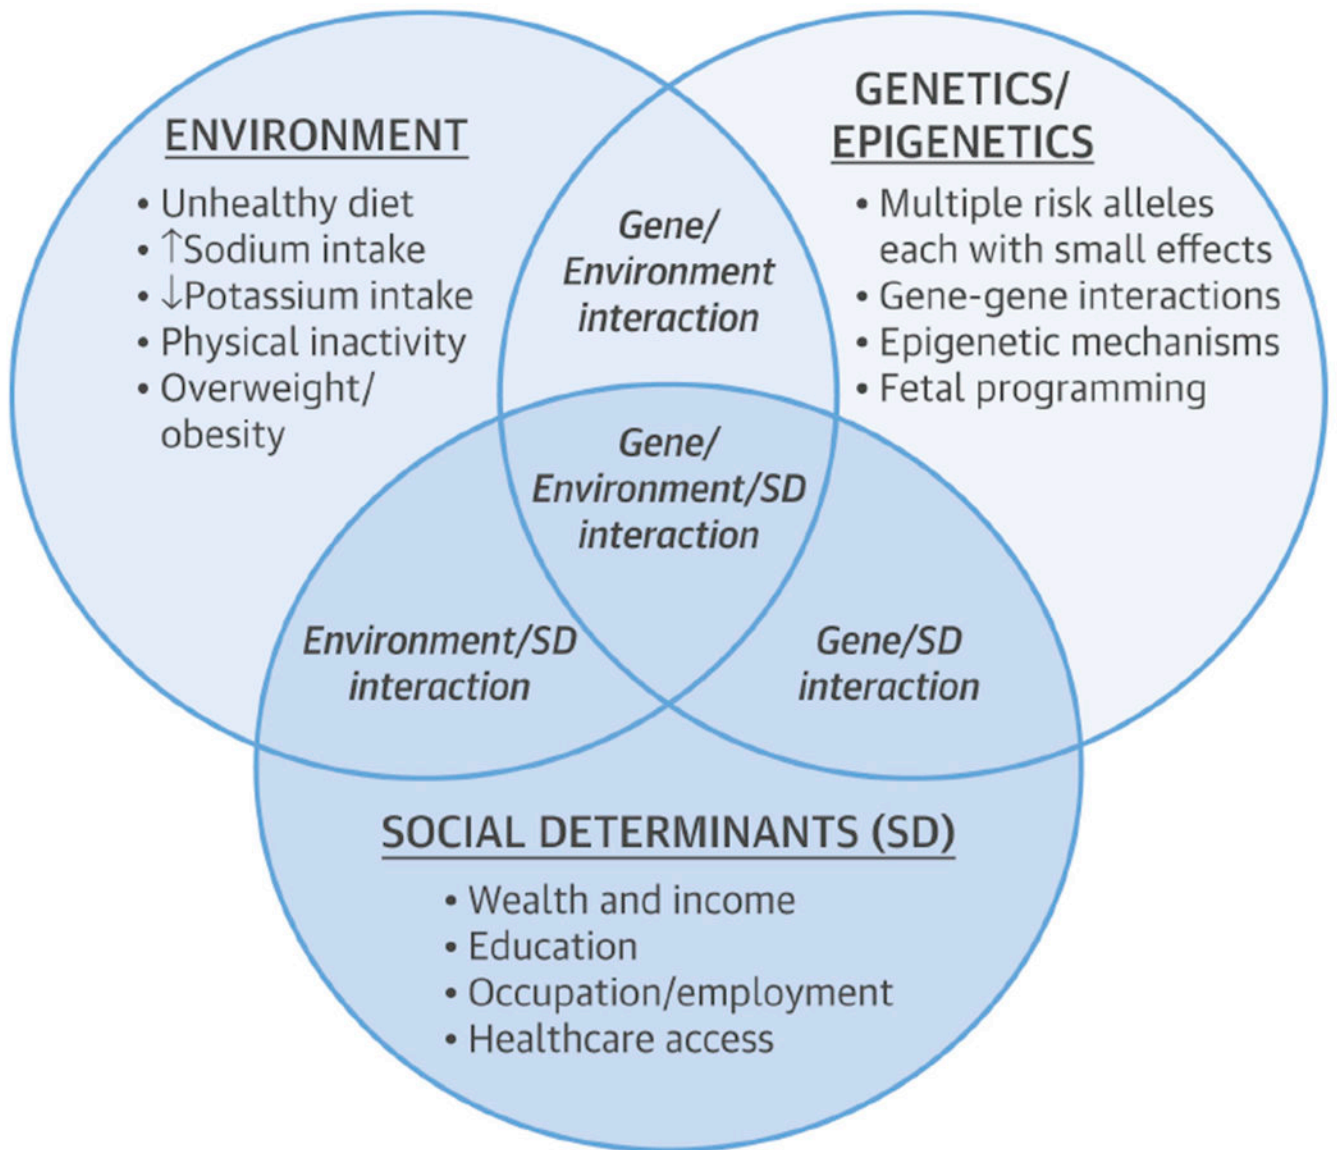 ENVIRONMENT
• Unhealthy diet
• ↑Sodium intake
• ↓Potassium intake
• Physical inactivity
• Overweight/
obesity
Gene/
Environment
interaction
GENETICS/
EPIGENETICS
• Multiple risk alleles
each with small effects
• Gene-gene interactions
• Epigenetic mechanisms
• Fetal programming
Gene/
Environment/SD
interaction
Environment/SD
interaction
Gene/SD
interaction
SOCIAL DETERMINANTS (SD)
• Wealth and income
• Education
• Occupation/employment
• Healthcare access